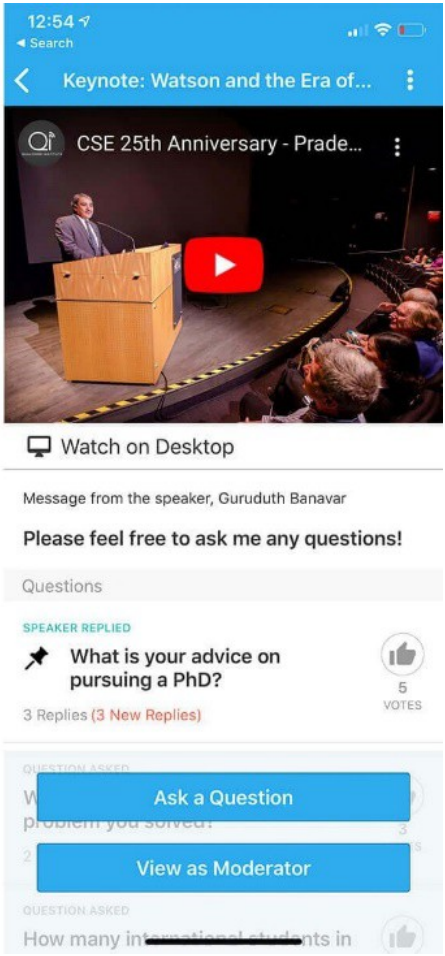 12:54
Search
Keynote: Watson and the Era of...
Qi
CSE 25th Anniversary - Prade...
Watch on Desktop
Message from the speaker, Guruduth Banavar
Please feel free to ask me any questions!
Questions
SPEAKER REPLIED
What is your advice on
pursuing a PhD?
5
VOTES
3 Replies (3 New Replies)
QUESTION ASKED
Ask a Question
problem you solved?
3
2
View as Moderator
QUESTION ASKED
How many international students in